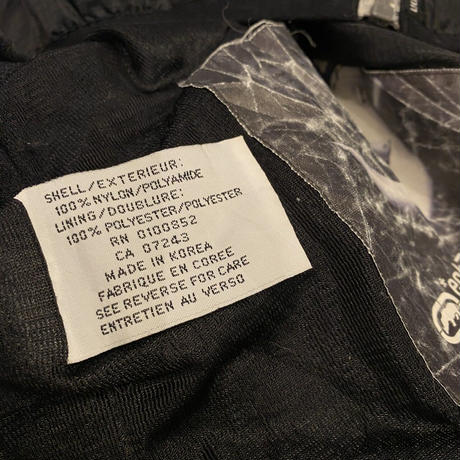 SHELL/EXTERIEUR:
100% NYLON/POLYAMIDE
LINING/DOUBLURE:
100% POLYESTER/POLYESTER
RN 0100852
CA 07243
MADE IN KOREA
FABRIQUE EN COREE
SEE REVERSE FOR CARE
ENTRETIEN AU VERSO